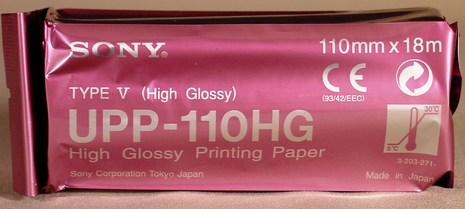 SONY. 110mm x 18m
TYPE V (High Glossy)
CE
(93/42/EEC)
UPP-110HG
30°C
5°C
High Glossy Printing Paper
3-203-271-
Sony Corporation Tokyo Japan
Made in Japan